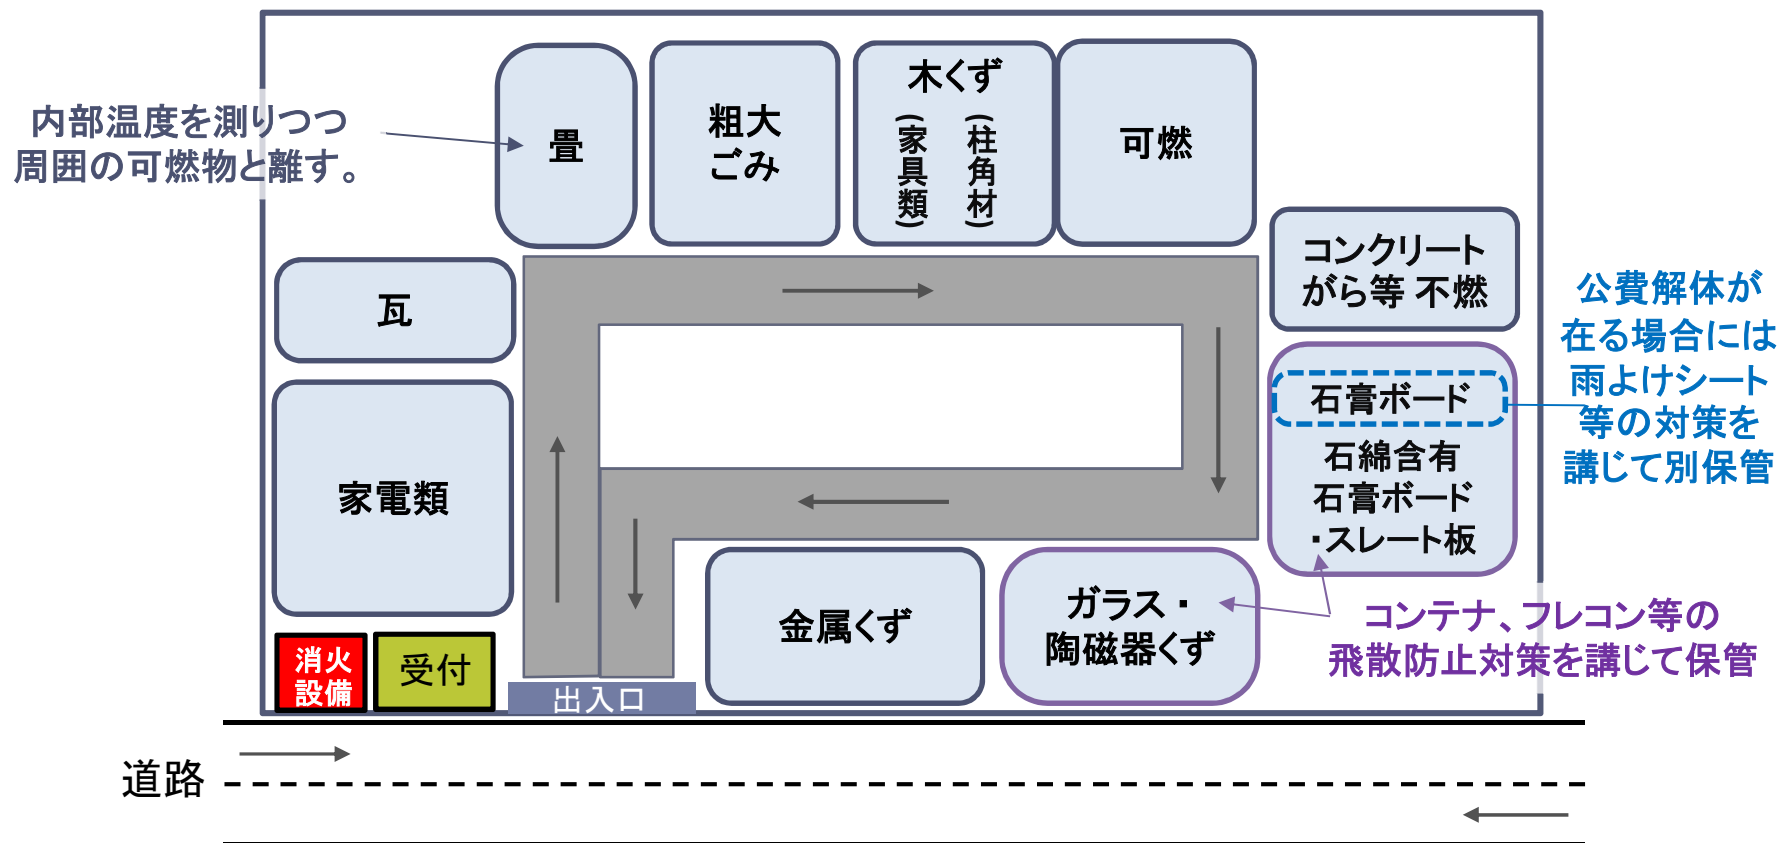 内部温度を測りつつ
周囲の可燃物と離す。
畳
粗大
ごみ
木くず
(家具類)
(柱角材)
可燃
コンクリート
がら等 不燃
公費解体が
在る場合には
雨よけシート
等の対策を
講じて別保管
瓦
石膏ボード
石綿含有
石膏ボード
・スレート板
家電類
金属くず
ガラス・
陶磁器くず
コンテナ、フレコン等の
飛散防止対策を講じて保管
消火
設備
受付
出入口
道路